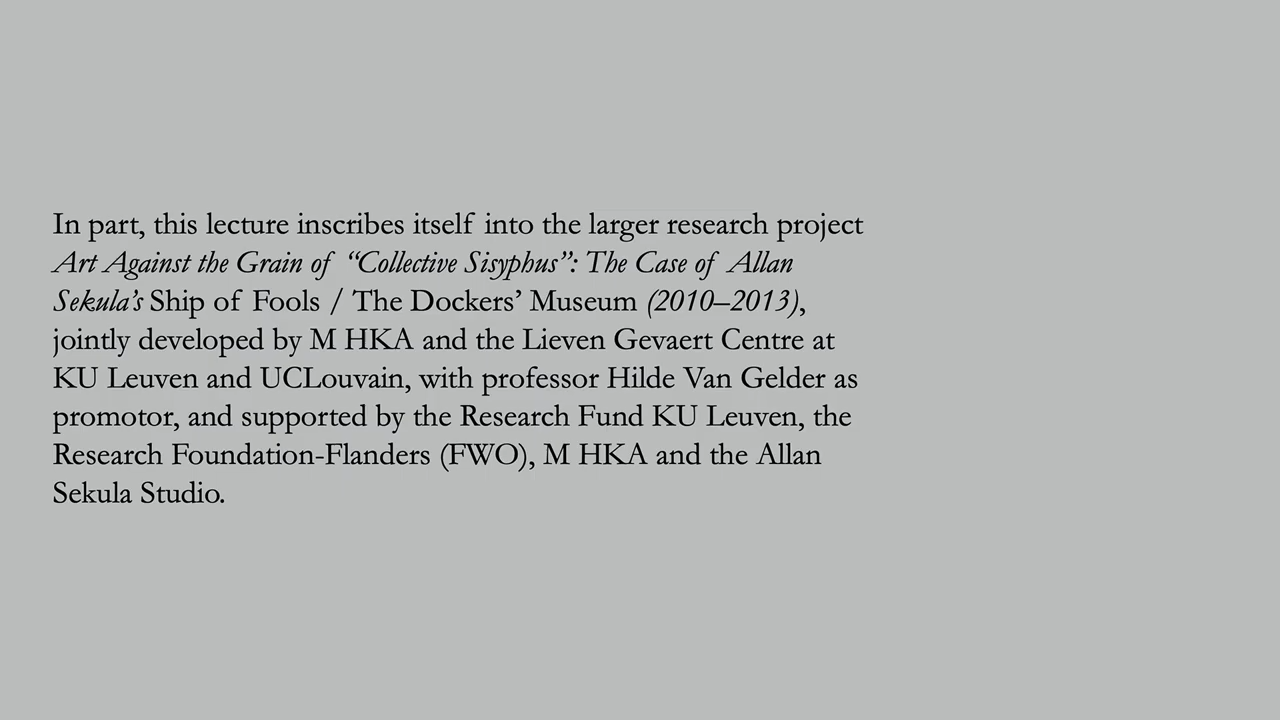 In part, this lecture inscribes itself into the larger research project
Art Against the Grain of “Collective Sisyphus”: The Case of Allan
Sekula’s Ship of Fools / The Dockers’ Museum (2010–2013),
jointly developed by M HKA and the Lieven Gevaert Centre at
KU Leuven and UCLouvain, with professor Hilde Van Gelder as
promotor, and supported by the Research Fund KU Leuven, the
Research Foundation-Flanders (FWO), M HKA and the Allan
Sekula Studio.